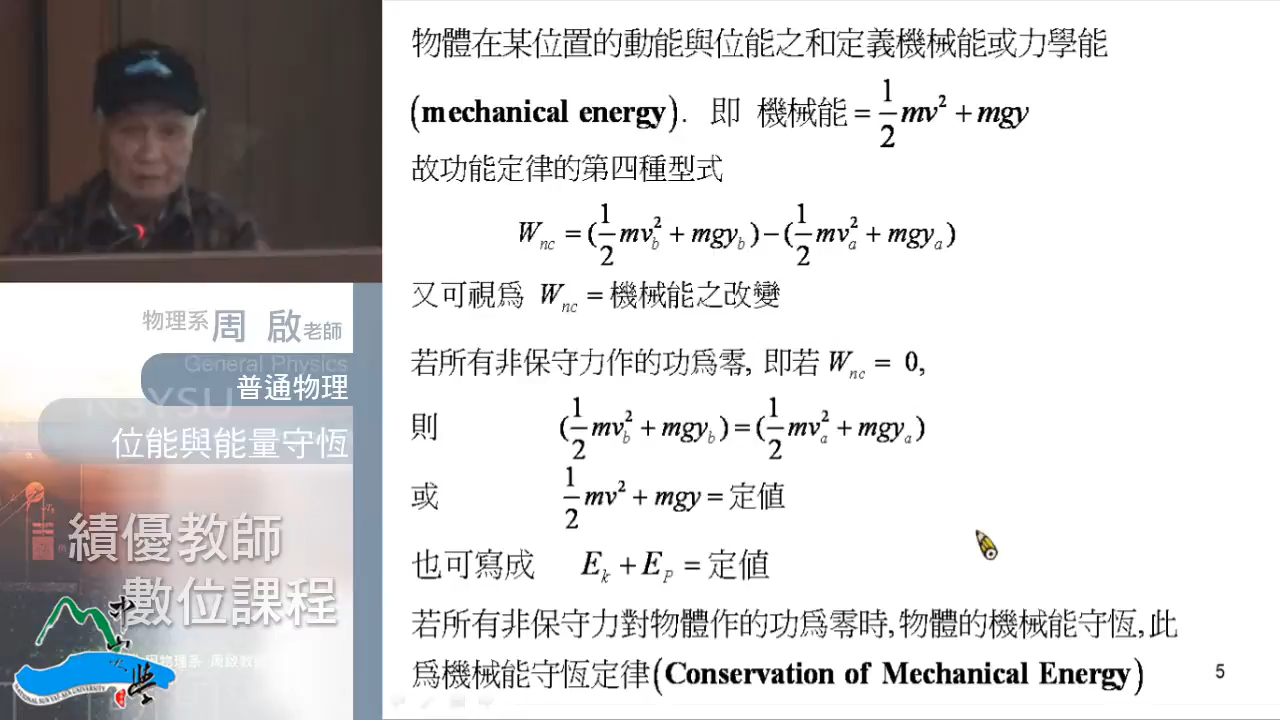 物體在某位置的動能與位能之和定義機械能或力學能
(mechanical energy). 即 機械能 = 1/2 mv² + mgy
故功能定律的第四種型式
W_nc = (1/2 mv_b² + mgy_b) − (1/2 mv_a² + mgy_a)
又可視為 W_nc = 機械能之改變
若所有非保守力作的功為零, 即若 W_nc = 0,
則 (1/2 mv_b² + mgy_b) = (1/2 mv_a² + mgy_a)
或 1/2 mv² + mgy = 定值
也可寫成 E_k + E_P = 定值
若所有非保守力對物體作的功為零時, 物體的機械能守恆, 此
為機械能守恆定律(Conservation of Mechanical Energy)
5
物理系 周 啟 老師
General Physics
普通物理
NSYSU
位能與能量守恆
績優教師
數位課程